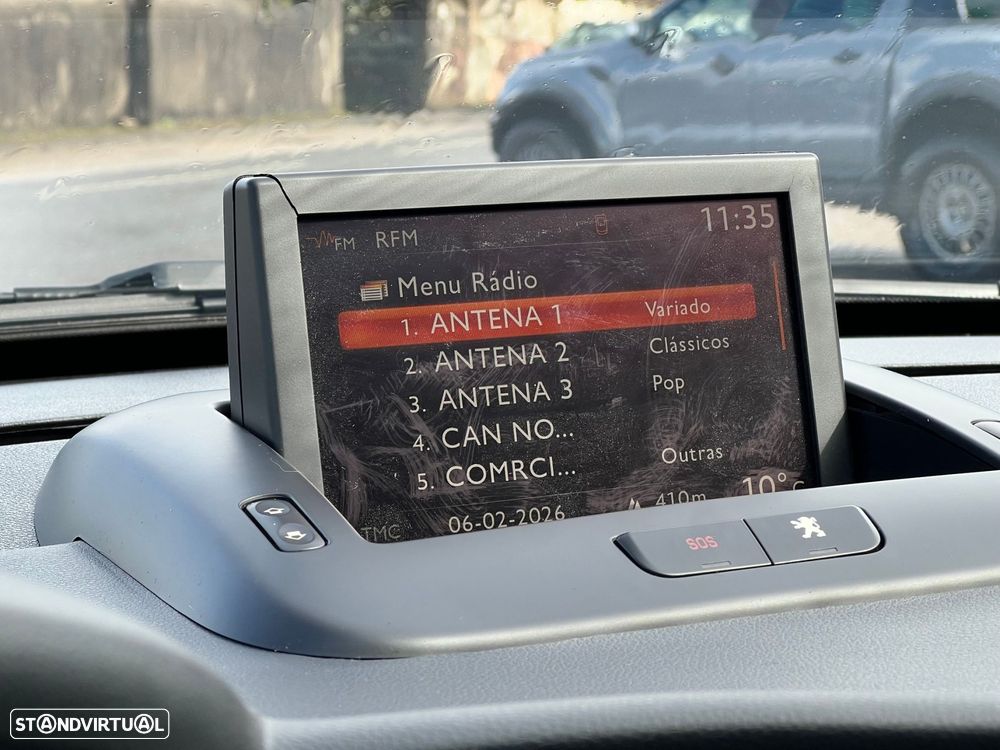 FM RFM 11:35
Menu Rádio
1. ANTENA 1 Variado
2. ANTENA 2 Clássicos
3. ANTENA 3 Pop
4. CAN NO...
5. COMRCI... Outras
TMC 06-02-2026 410m 10°C
SOS
STANDVIRTUAL